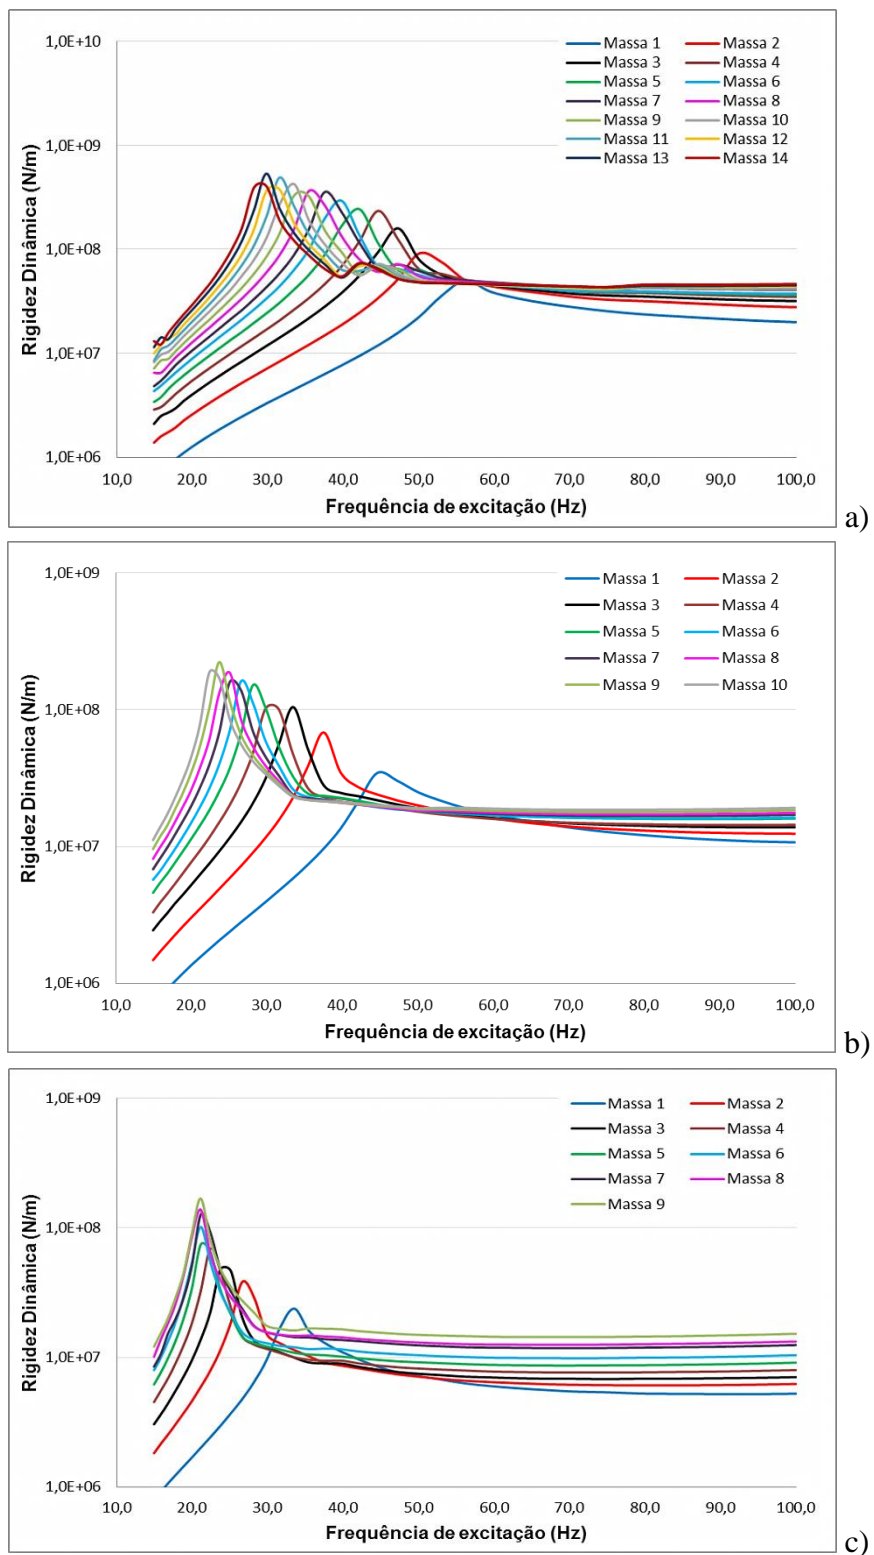 1,0E+10
1,0E+09
1,0E+08
1,0E+07
1,0E+06
Rigidez Dinâmica (N/m)
Massa 1 Massa 2
Massa 3 Massa 4
Massa 5 Massa 6
Massa 7 Massa 8
Massa 9 Massa 10
Massa 11 Massa 12
Massa 13 Massa 14
10,0 20,0 30,0 40,0 50,0 60,0 70,0 80,0 90,0 100,0
Frequência de excitação (Hz)
a)
1,0E+09
1,0E+08
1,0E+07
1,0E+06
Rigidez Dinâmica (N/m)
Massa 1 Massa 2
Massa 3 Massa 4
Massa 5 Massa 6
Massa 7 Massa 8
Massa 9 Massa 10
10,0 20,0 30,0 40,0 50,0 60,0 70,0 80,0 90,0 100,0
Frequência de excitação (Hz)
b)
1,0E+09
1,0E+08
1,0E+07
1,0E+06
Rigidez Dinâmica (N/m)
Massa 1 Massa 2
Massa 3 Massa 4
Massa 5 Massa 6
Massa 7 Massa 8
Massa 9
10,0 20,0 30,0 40,0 50,0 60,0 70,0 80,0 90,0 100,0
Frequência de excitação (Hz)
c)